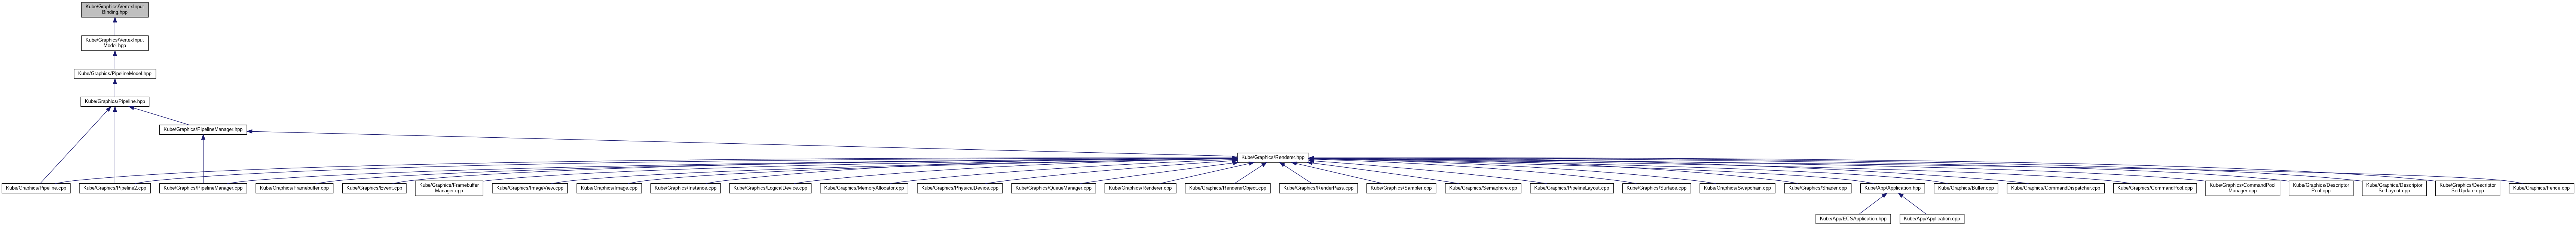 Kube/Graphics/VertexInput
Binding.hpp
Kube/Graphics/VertexInput
Model.hpp
Kube/Graphics/PipelineModel.hpp
Kube/Graphics/Pipeline.hpp
Kube/Graphics/PipelineManager.hpp
Kube/Graphics/Renderer.hpp
Kube/Graphics/Pipeline.cpp
Kube/Graphics/Pipeline2.cpp
Kube/Graphics/PipelineManager.cpp
Kube/Graphics/Framebuffer.cpp
Kube/Graphics/Event.cpp
Kube/Graphics/Framebuffer
Manager.cpp
Kube/Graphics/ImageView.cpp
Kube/Graphics/Image.cpp
Kube/Graphics/Instance.cpp
Kube/Graphics/LogicalDevice.cpp
Kube/Graphics/MemoryAllocator.cpp
Kube/Graphics/PhysicalDevice.cpp
Kube/Graphics/QueueManager.cpp
Kube/Graphics/Renderer.cpp
Kube/Graphics/RendererObject.cpp
Kube/Graphics/RenderPass.cpp
Kube/Graphics/Sampler.cpp
Kube/Graphics/Semaphore.cpp
Kube/Graphics/PipelineLayout.cpp
Kube/Graphics/Surface.cpp
Kube/Graphics/Swapchain.cpp
Kube/Graphics/Shader.cpp
Kube/App/Application.hpp
Kube/Graphics/Buffer.cpp
Kube/Graphics/CommandDispatcher.cpp
Kube/Graphics/CommandPool.cpp
Kube/Graphics/CommandPool
Manager.cpp
Kube/Graphics/Descriptor
Pool.cpp
Kube/Graphics/Descriptor
SetLayout.cpp
Kube/Graphics/Descriptor
SetUpdate.cpp
Kube/Graphics/Fence.cpp
Kube/App/ECSApplication.hpp
Kube/App/Application.cpp